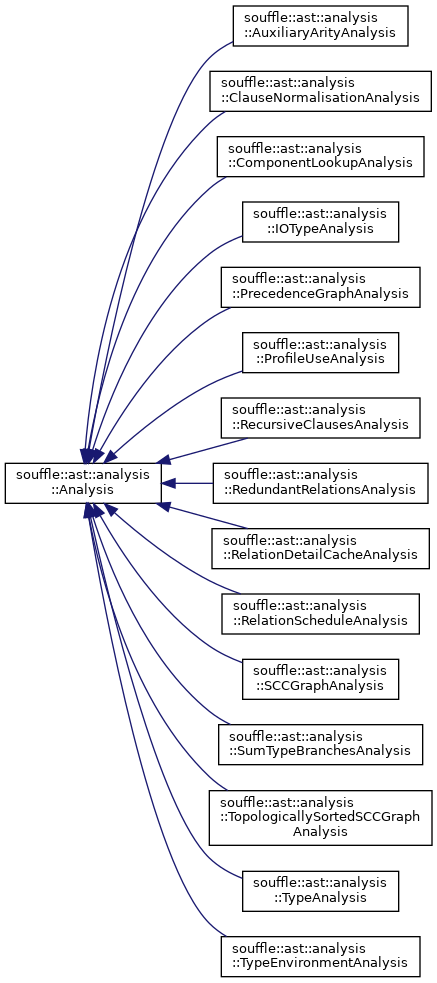 souffle::ast::analysis
::AuxiliaryArityAnalysis
souffle::ast::analysis
::ClauseNormalisationAnalysis
souffle::ast::analysis
::ComponentLookupAnalysis
souffle::ast::analysis
::IOTypeAnalysis
souffle::ast::analysis
::PrecedenceGraphAnalysis
souffle::ast::analysis
::ProfileUseAnalysis
souffle::ast::analysis
::RecursiveClausesAnalysis
souffle::ast::analysis
::Analysis
souffle::ast::analysis
::RedundantRelationsAnalysis
souffle::ast::analysis
::RelationDetailCacheAnalysis
souffle::ast::analysis
::RelationScheduleAnalysis
souffle::ast::analysis
::SCCGraphAnalysis
souffle::ast::analysis
::SumTypeBranchesAnalysis
souffle::ast::analysis
::TopologicallySortedSCCGraph
Analysis
souffle::ast::analysis
::TypeAnalysis
souffle::ast::analysis
::TypeEnvironmentAnalysis